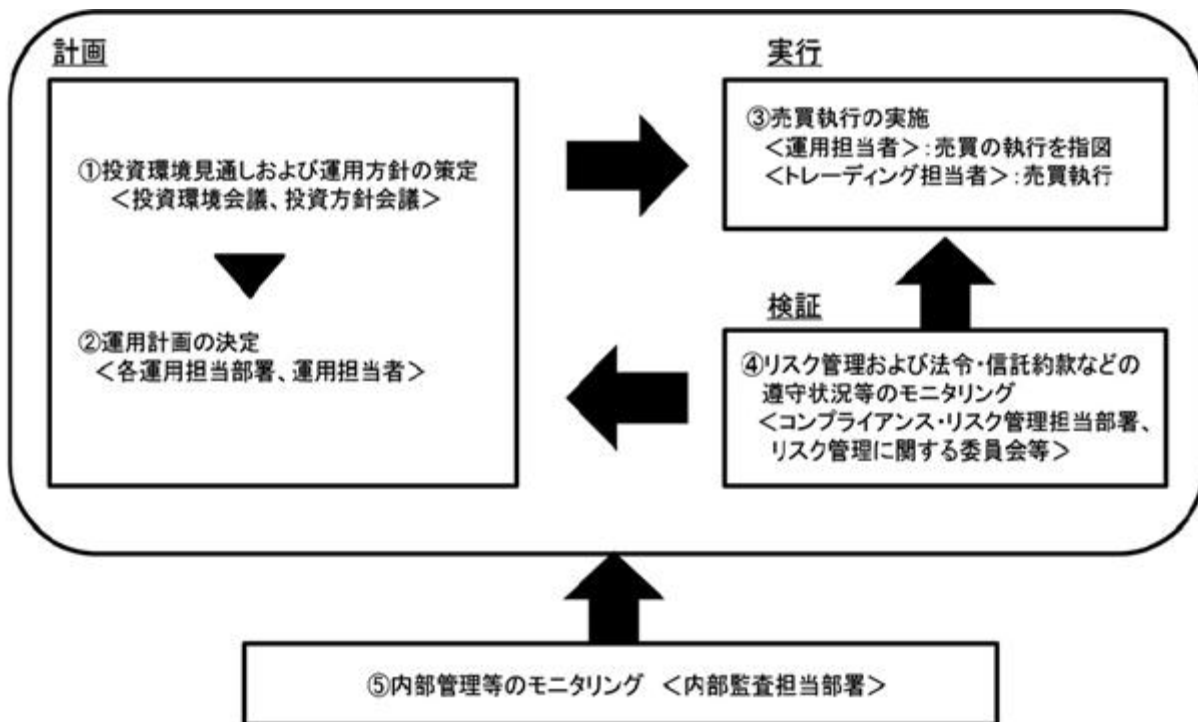 計画
①投資環境見通しおよび運用方針の策定
＜投資環境会議、投資方針会議＞
②運用計画の決定
＜各運用担当部署、運用担当者＞
実行
③売買執行の実施
＜運用担当者＞：売買の執行を指図
＜トレーディング担当者＞：売買執行
検証
④リスク管理および法令・信託約款などの
遵守状況等のモニタリング
＜コンプライアンス・リスク管理担当部署、
リスク管理に関する委員会等＞
⑤内部管理等のモニタリング ＜内部監査担当部署＞